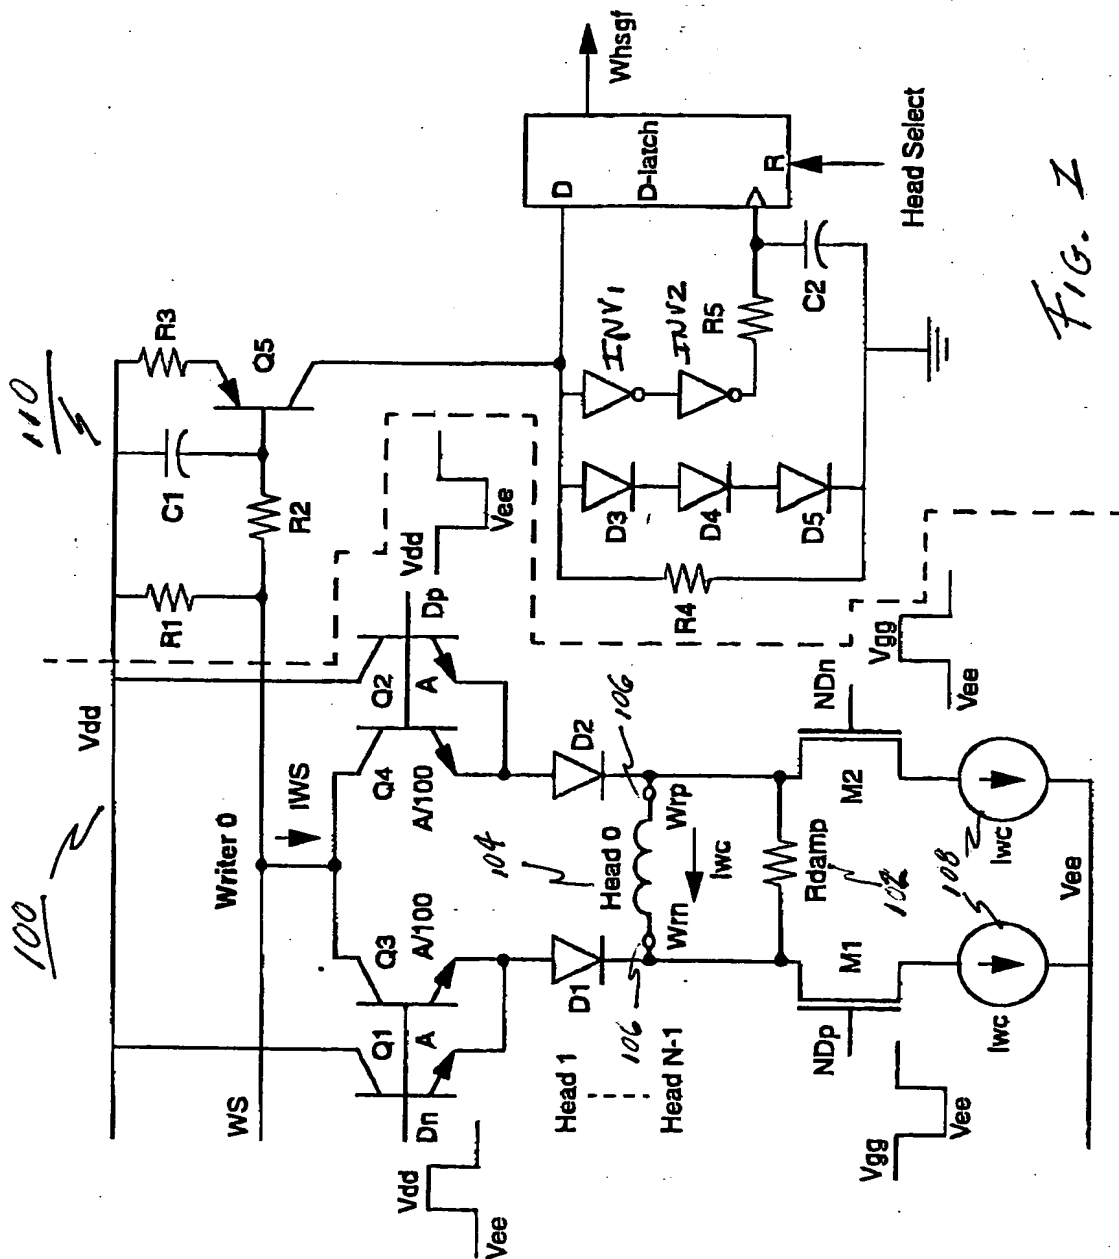 100
110
Vdd
R1
C1
R3
WS
Writer 0
R2
Q5
IWS
Q1
Q3
Q4
Q2
A
A/100
A/100
A
Dn
Dp
Vdd
Vee
Vdd
Vee
D1
D2
104
106
106
Head 1
Head N-1
Head 0
Wrn
Wrp
Iwc
Rdamp
102
NDp
M1
M2
NDn
Vgg
Vee
Vgg
Vee
Iwc
108
Iwc
Vee
R4
D3
D4
D5
INV1
INV2
R5
C2
D
D-latch
R
Whsgf
Head Select
FIG. 1